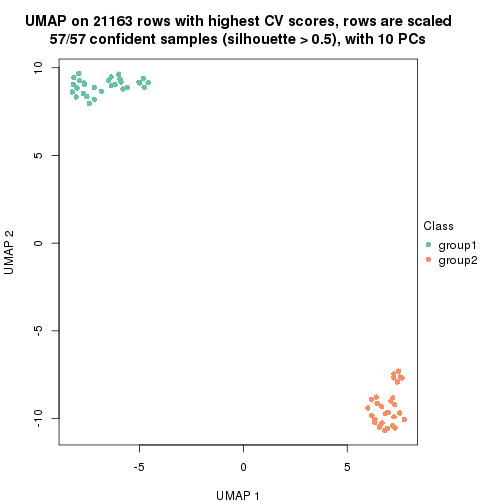 UMAP on 21163 rows with highest CV scores, rows are scaled
57/57 confident samples (silhouette > 0.5), with 10 PCs
10
5
0
-5
-10
UMAP 2
-5
0
5
UMAP 1
Class
group1
group2